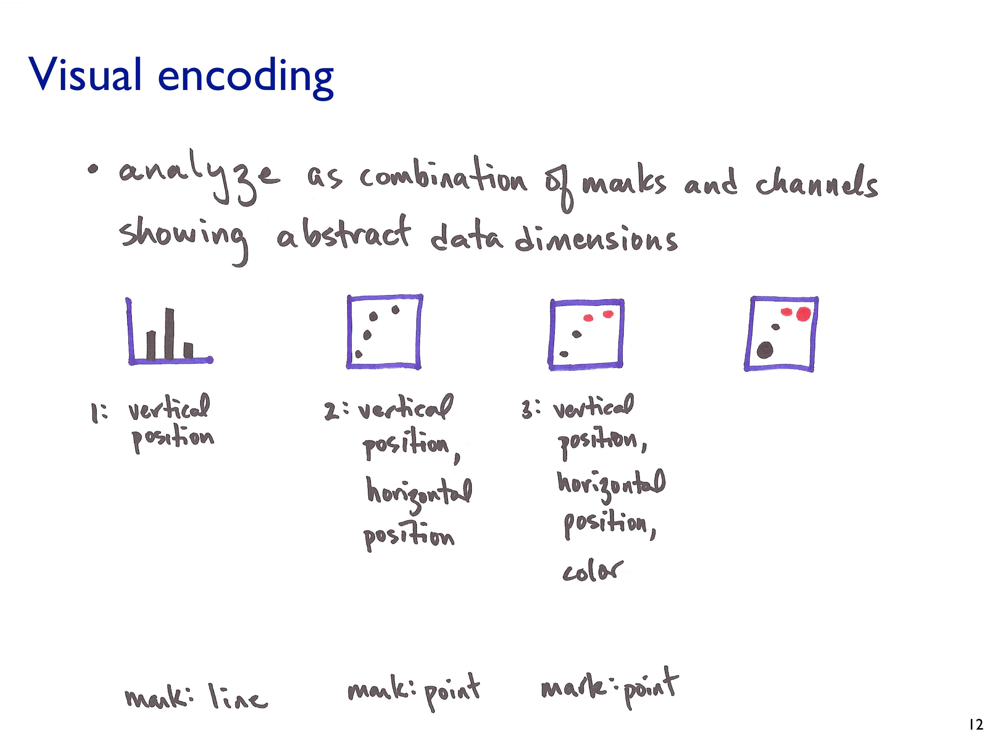 Visual encoding
• analyze as combination of marks and channels
showing abstract data dimensions
1: vertical
position
2: vertical
position,
horizontal
position
3: vertical
position,
horizontal
position,
color
mark: line
mark: point
mark: point
12